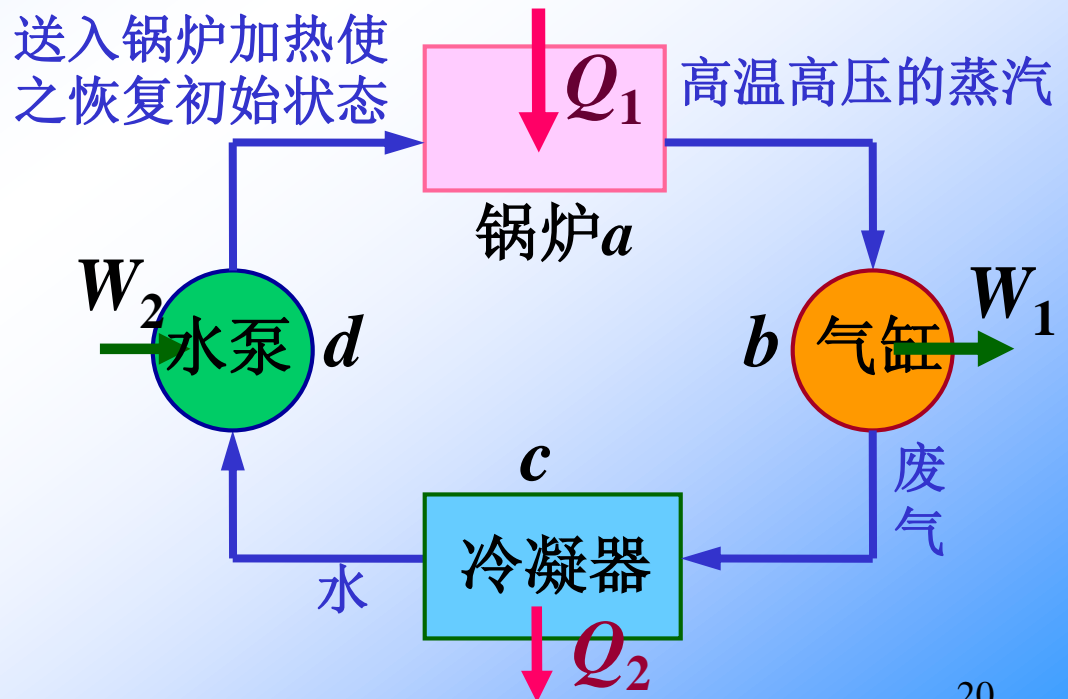 送入锅炉加热使
之恢复初始状态
Q₁
高温高压的蒸汽
锅炉a
W₂
水泵
d
b
气缸
W₁
c
冷凝器
废
气
水
Q₂
20